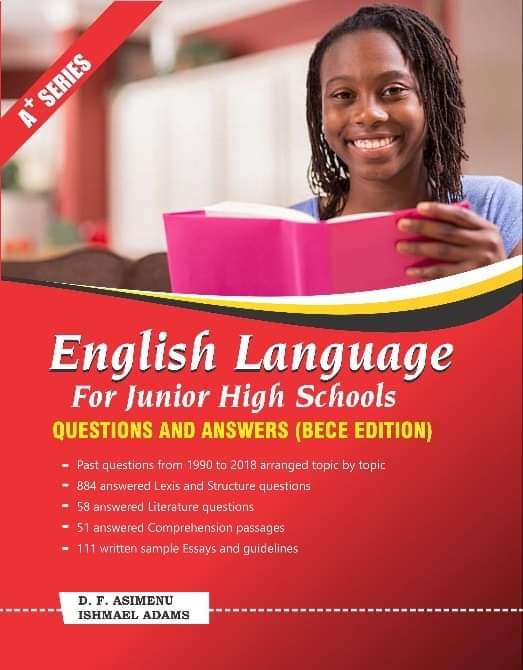 A+ SERIES
English Language
For Junior High Schools
QUESTIONS AND ANSWERS (BECE EDITION)
- Past questions from 1990 to 2018 arranged topic by topic
- 884 answered Lexis and Structure questions
- 58 answered Literature questions
- 51 answered Comprehension passages
- 111 written sample Essays and guidelines
D. F. ASIMENU
ISHMAEL ADAMS